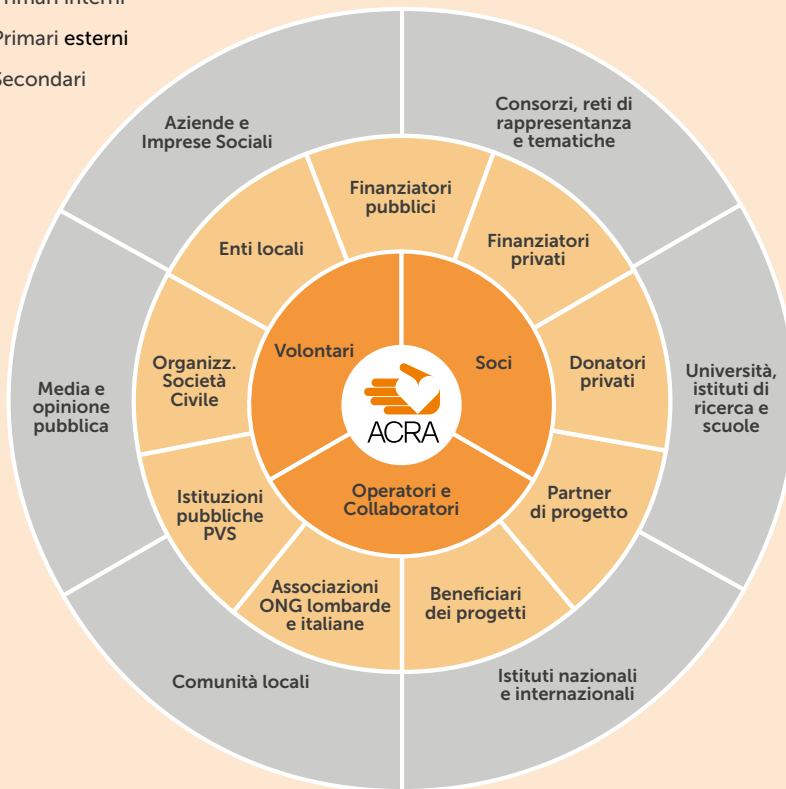 Primari esterni
Secondari
Aziende e
Imprese Sociali
Consorzi, reti di
rappresentanza
e tematiche
Finanziatori
pubblici
Enti locali
Finanziatori
privati
Volontari
Soci
Organizz.
Società
Civile
Donatori
privati
Media e
opinione
pubblica
Università,
istituti di
ricerca e
scuole
ACRA
Operatori e
Collaboratori
Istituzioni
pubbliche
PVS
Partner
di progetto
Associazioni
ONG lombarde
e italiane
Beneficiari
dei progetti
Comunità locali
Istituti nazionali
e internazionali